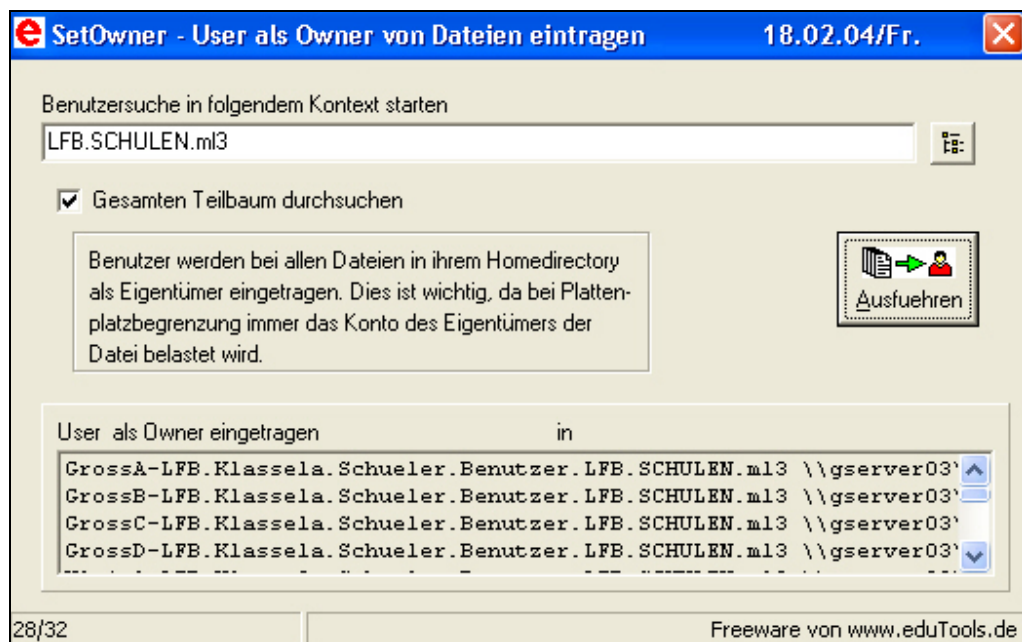 e SetOwner - User als Owner von Dateien eintragen 18.02.04/Fr.
Benutzersuche in folgendem Kontext starten
LFB.SCHULEN.ml3
Gesamten Teilbaum durchsuchen
Benutzer werden bei allen Dateien in ihrem Homedirectory
als Eigentümer eingetragen. Dies ist wichtig, da bei Platten-
platzbegrenzung immer das Konto des Eigentümers der
Datei belastet wird.
Ausfuehren
User als Owner eingetragen in
GrossA-LFB.Klassela.Schueler.Benutzer.LFB.SCHULEN.ml3 \\gserver03\
GrossB-LFB.Klassela.Schueler.Benutzer.LFB.SCHULEN.ml3 \\gserver03\
GrossC-LFB.Klassela.Schueler.Benutzer.LFB.SCHULEN.ml3 \\gserver03\
GrossD-LFB.Klassela.Schueler.Benutzer.LFB.SCHULEN.ml3 \\gserver03\
28/32 Freeware von www.eduTools.de